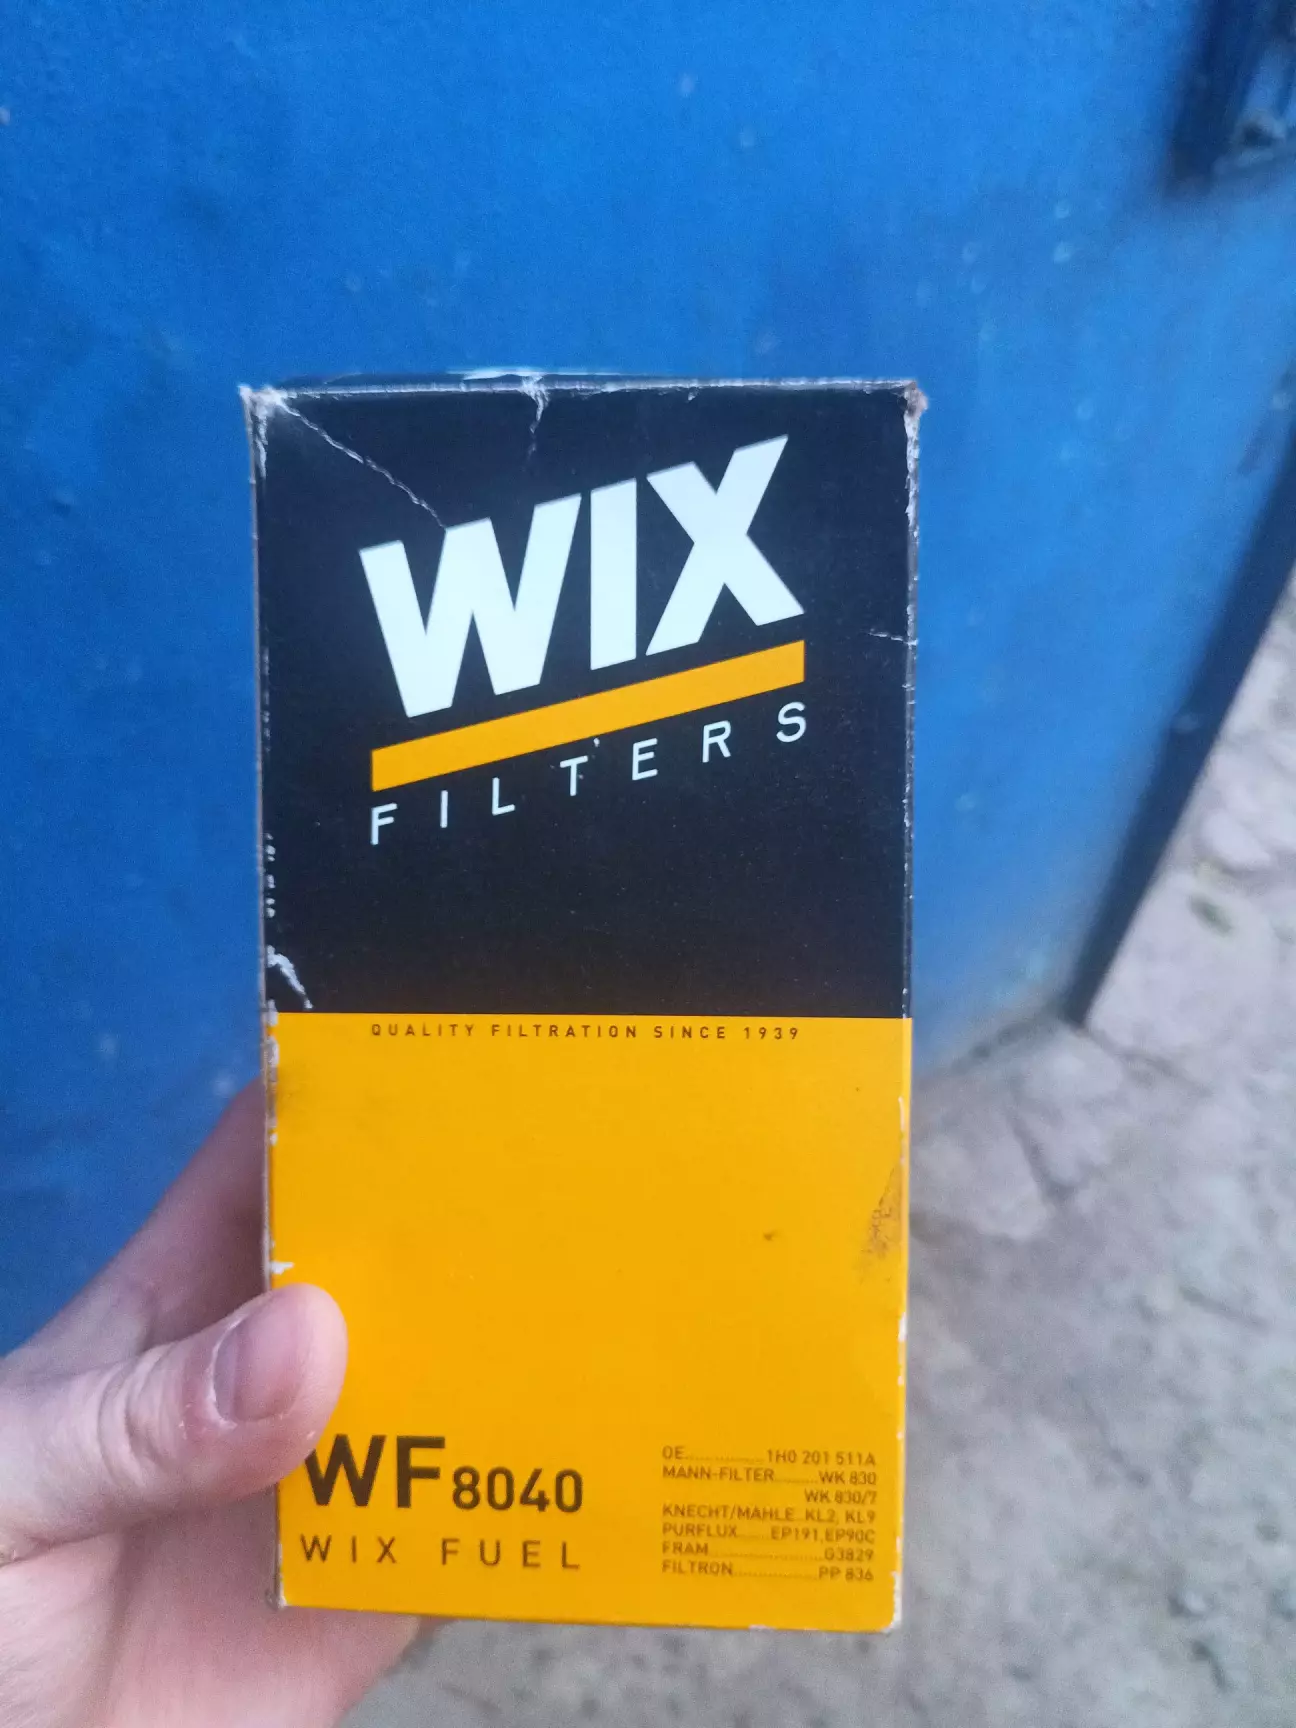 WIX
FILTERS
QUALITY FILTRATION SINCE 1939
WF8040
WIX FUEL
OE................1H0 201 511A
MANN-FILTER.........WK 830
WK 830/7
KNECHT/MAHLE..KL2, KL9
PURFLUX.......EP191,EP90C
FRAM.......................G3829
FILTRON.................PP 836